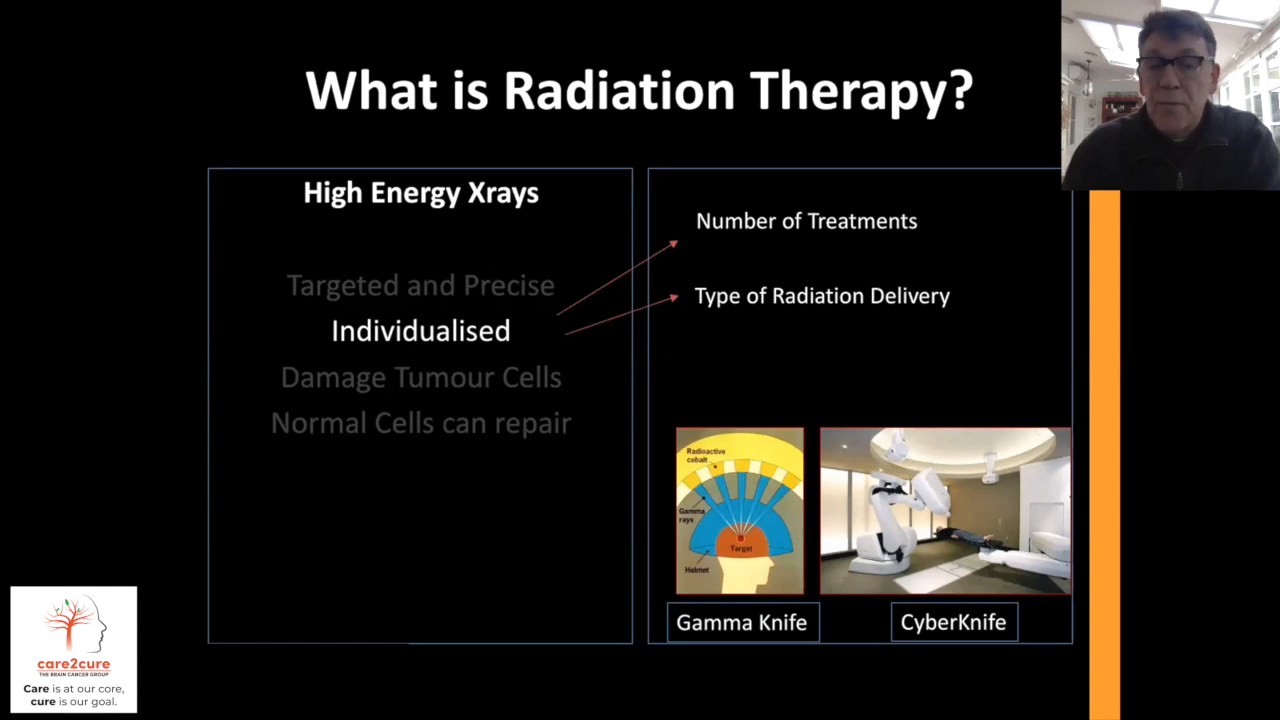 What is Radiation Therapy?
High Energy Xrays
Targeted and Precise
Individualised
Damage Tumour Cells
Normal Cells can repair
Number of Treatments
Type of Radiation Delivery
Radioactive
cobalt
Gamma
rays
Target
Helmet
Gamma Knife
CyberKnife
care2cure
THE BRAIN CANCER GROUP
Care is at our core,
cure is our goal.